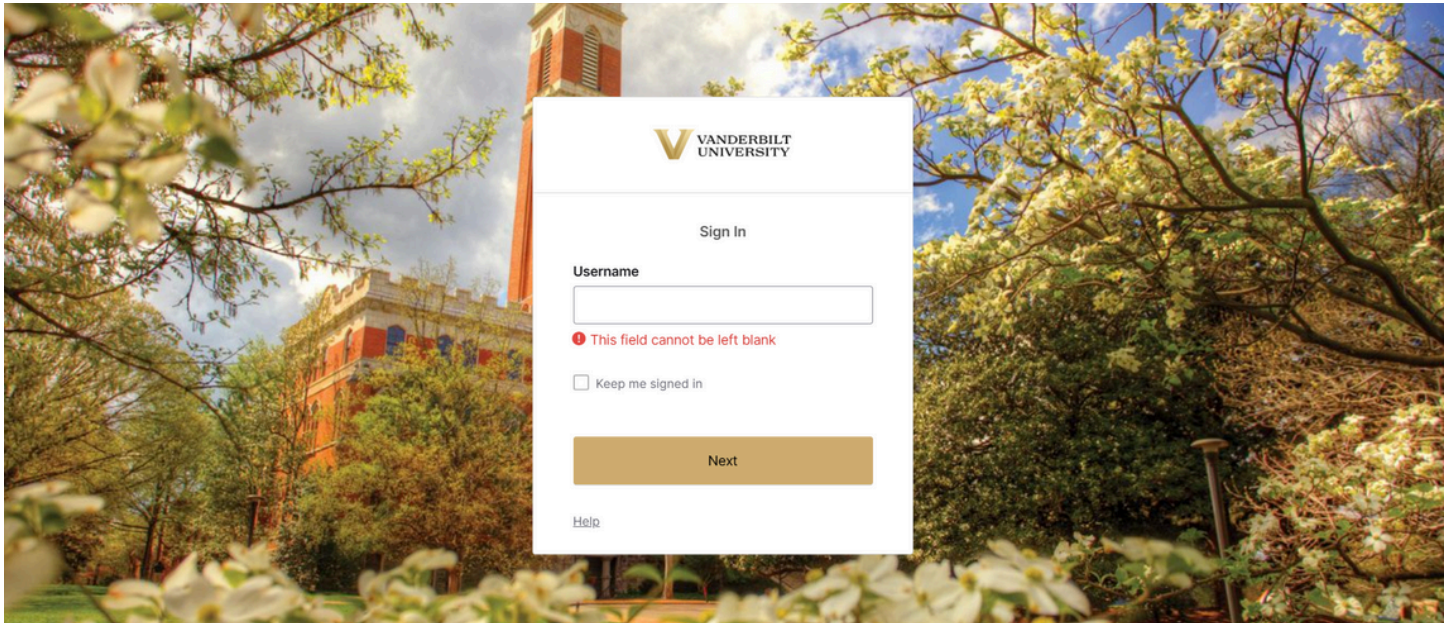 VANDERBILT
UNIVERSITY
Sign In
Username
This field cannot be left blank
Keep me signed in
Next
Help